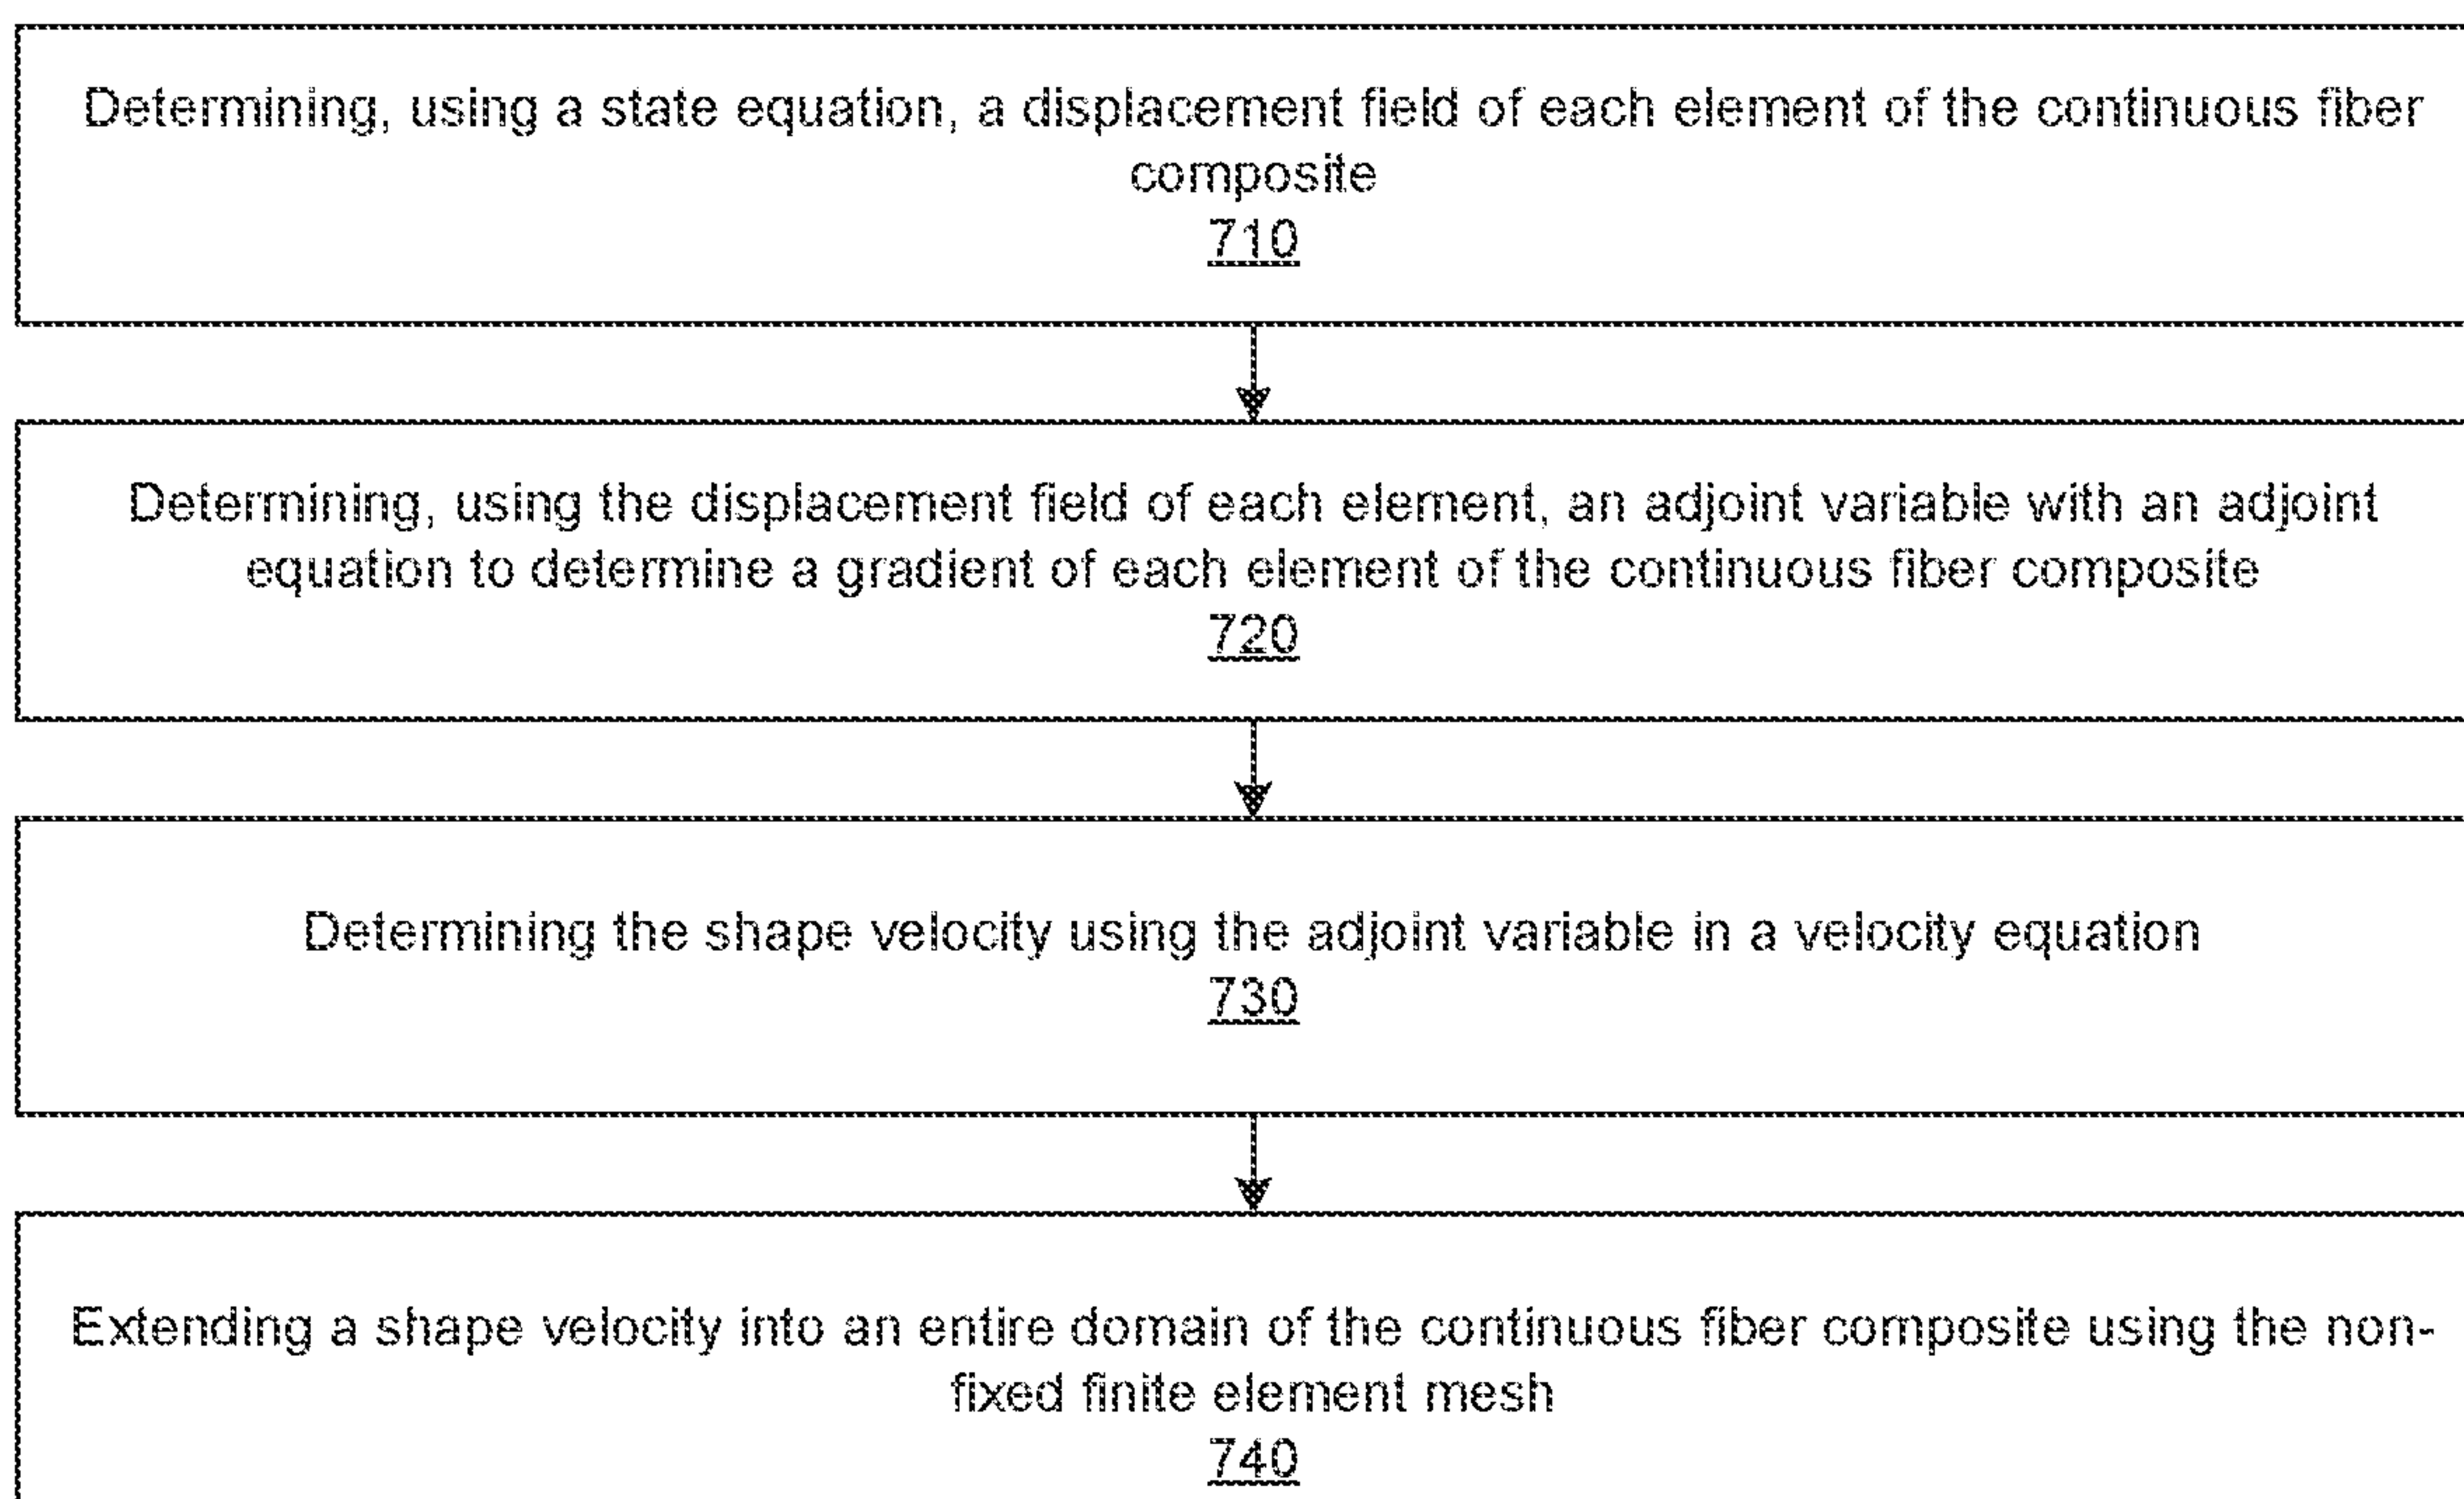 Determining, using a state equation, a displacement field of each element of the continuous fiber
composite
710
Determining, using the displacement field of each element, an adjoint variable with an adjoint
equation to determine a gradient of each element of the continuous fiber composite
720
Determining the shape velocity using the adjoint variable in a velocity equation
730
Extending a shape velocity into an entire domain of the continuous fiber composite using the non-
fixed finite element mesh
740